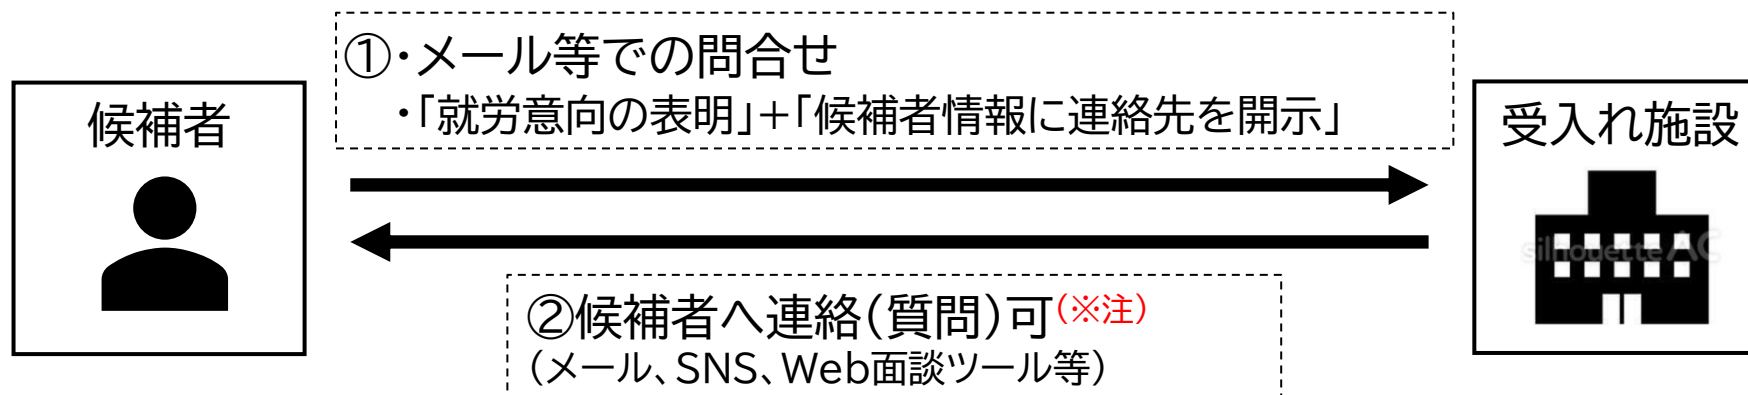 ①・メール等での問合せ
・「就労意向の表明」＋「候補者情報に連絡先を開示」
候補者
受入れ施設
silhouette AC
②候補者へ連絡（質問）可（※注）
（メール、SNS、Web面談ツール等）